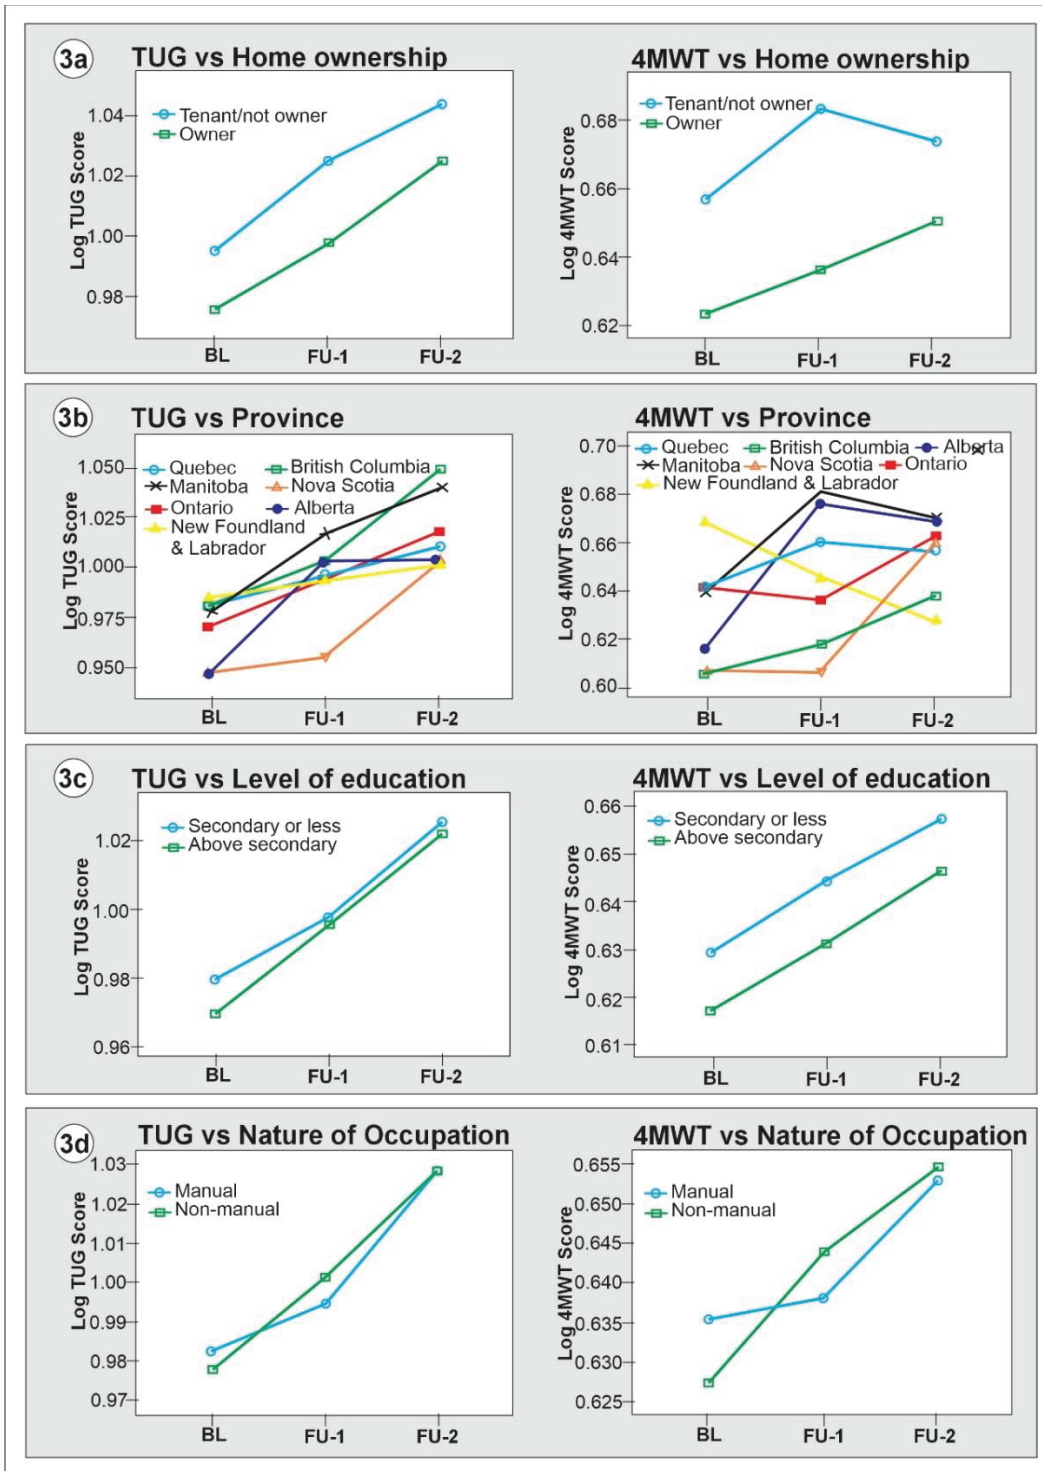 3a
TUG vs Home ownership
Log TUG Score
1.04
1.02
1.00
0.98
Tenant/not owner
Owner
BL FU-1 FU-2
4MWT vs Home ownership
Log 4MWT Score
0.68
0.66
0.64
0.62
Tenant/not owner
Owner
BL FU-1 FU-2
3b
TUG vs Province
Log TUG Score
1.050
1.025
1.000
0.975
0.950
Quebec British Columbia
Manitoba Nova Scotia
Ontario Alberta
New Foundland
& Labrador
BL FU-1 FU-2
4MWT vs Province
Log 4MWT Score
0.70
0.68
0.66
0.64
0.62
0.60
Quebec British Columbia Alberta
Manitoba Nova Scotia Ontario
New Foundland & Labrador
BL FU-1 FU-2
3c
TUG vs Level of education
Log TUG Score
1.02
1.00
0.98
0.96
Secondary or less
Above secondary
BL FU-1 FU-2
4MWT vs Level of education
Log 4MWT Score
0.66
0.65
0.64
0.63
0.62
0.61
Secondary or less
Above secondary
BL FU-1 FU-2
3d
TUG vs Nature of Occupation
Log TUG Score
1.03
1.02
1.01
1.00
0.99
0.98
0.97
Manual
Non-manual
BL FU-1 FU-2
4MWT vs Nature of Occupation
Log 4MWT Score
0.655
0.650
0.645
0.640
0.635
0.630
0.625
Manual
Non-manual
BL FU-1 FU-2